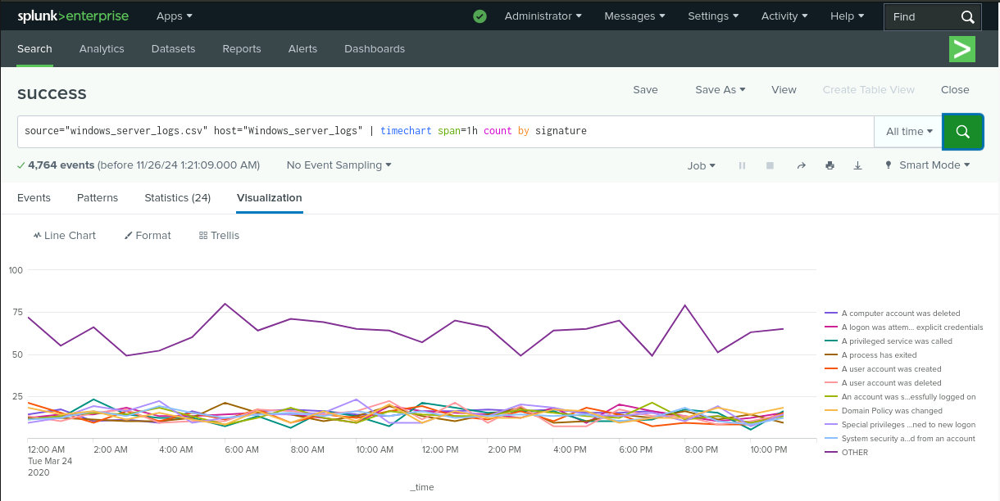 splunk>enterprise Apps Administrator Messages Settings Activity Help Find
Search Analytics Datasets Reports Alerts Dashboards >
success Save Save As View Create Table View Close
source="windows_server_logs.csv" host="Windows_server_logs" | timechart span=1h count by signature All time
4,764 events (before 11/26/24 1:21:09.000 AM) No Event Sampling Job Smart Mode
Events Patterns Statistics (24) Visualization
Line Chart Format Trellis
100
75
50
25
12:00 AM 2:00 AM 4:00 AM 6:00 AM 8:00 AM 10:00 AM 12:00 PM 2:00 PM 4:00 PM 6:00 PM 8:00 PM 10:00 PM
Tue Mar 24
2020
_time
A computer account was deleted
A logon was attem... explicit credentials
A privileged service was called
A process has exited
A user account was created
A user account was deleted
An account was s...essfully logged on
Domain Policy was changed
Special privileges ...ned to new logon
System security a...d from an account
OTHER